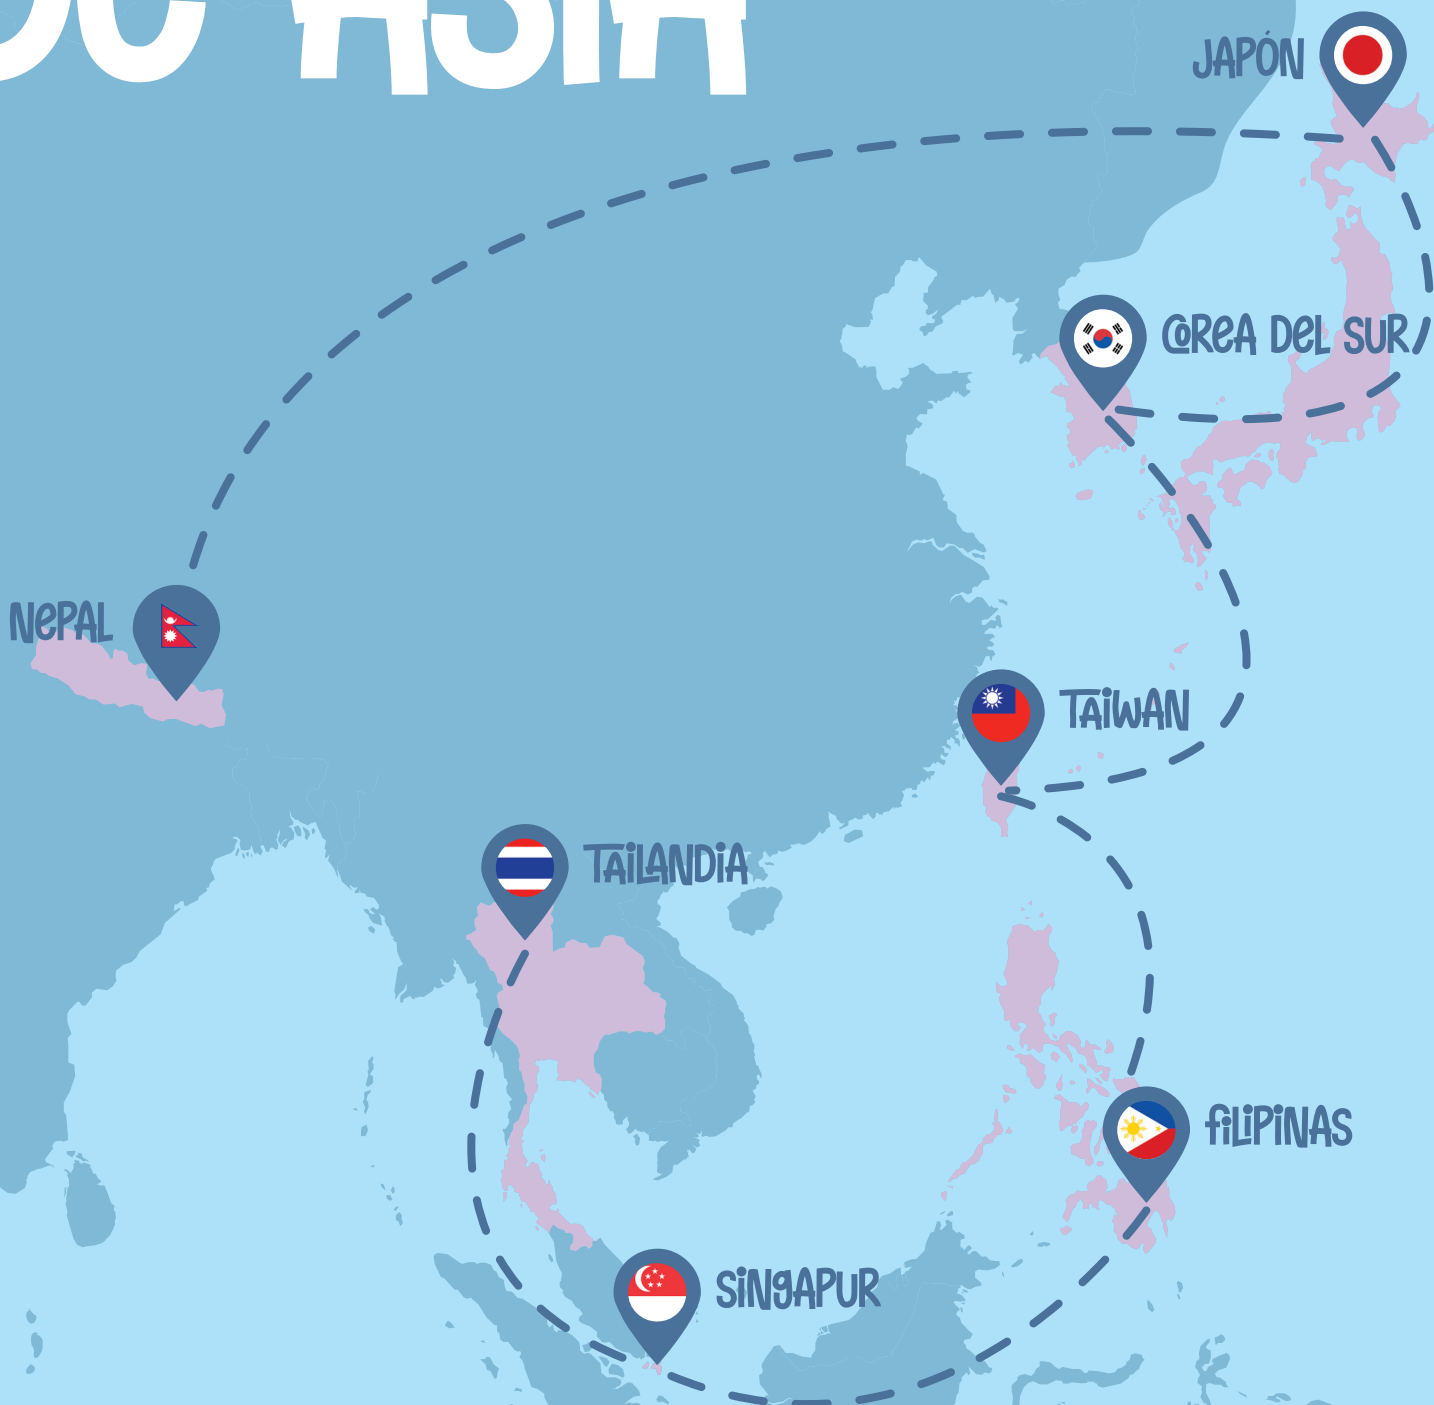 ASIA
JAPÓN
COREA DEL SUR
NEPAL
TAIWAN
TAILANDIA
FILIPINAS
SINGAPUR